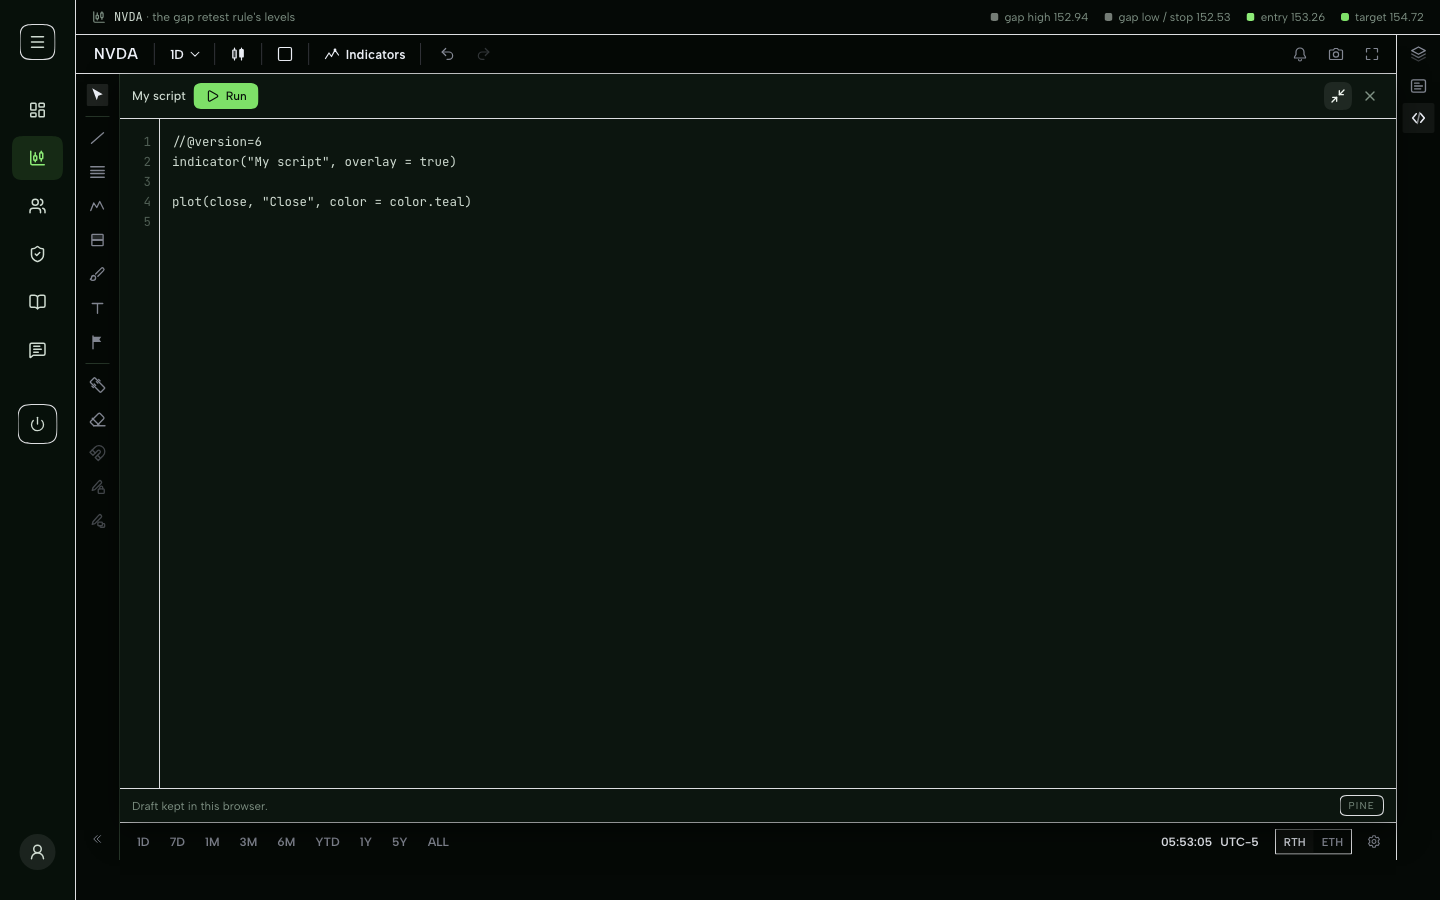 NVDA · the gap retest rule's levels
gap high 152.94
gap low / stop 152.53
entry 153.26
target 154.72
NVDA
1D
Indicators
My script
Run
1 //@version=6
2 indicator("My script", overlay = true)
3
4 plot(close, "Close", color = color.teal)
5
Draft kept in this browser.
PINE
1D 7D 1M 3M 6M YTD 1Y 5Y ALL
05:53:05 UTC-5
RTH ETH